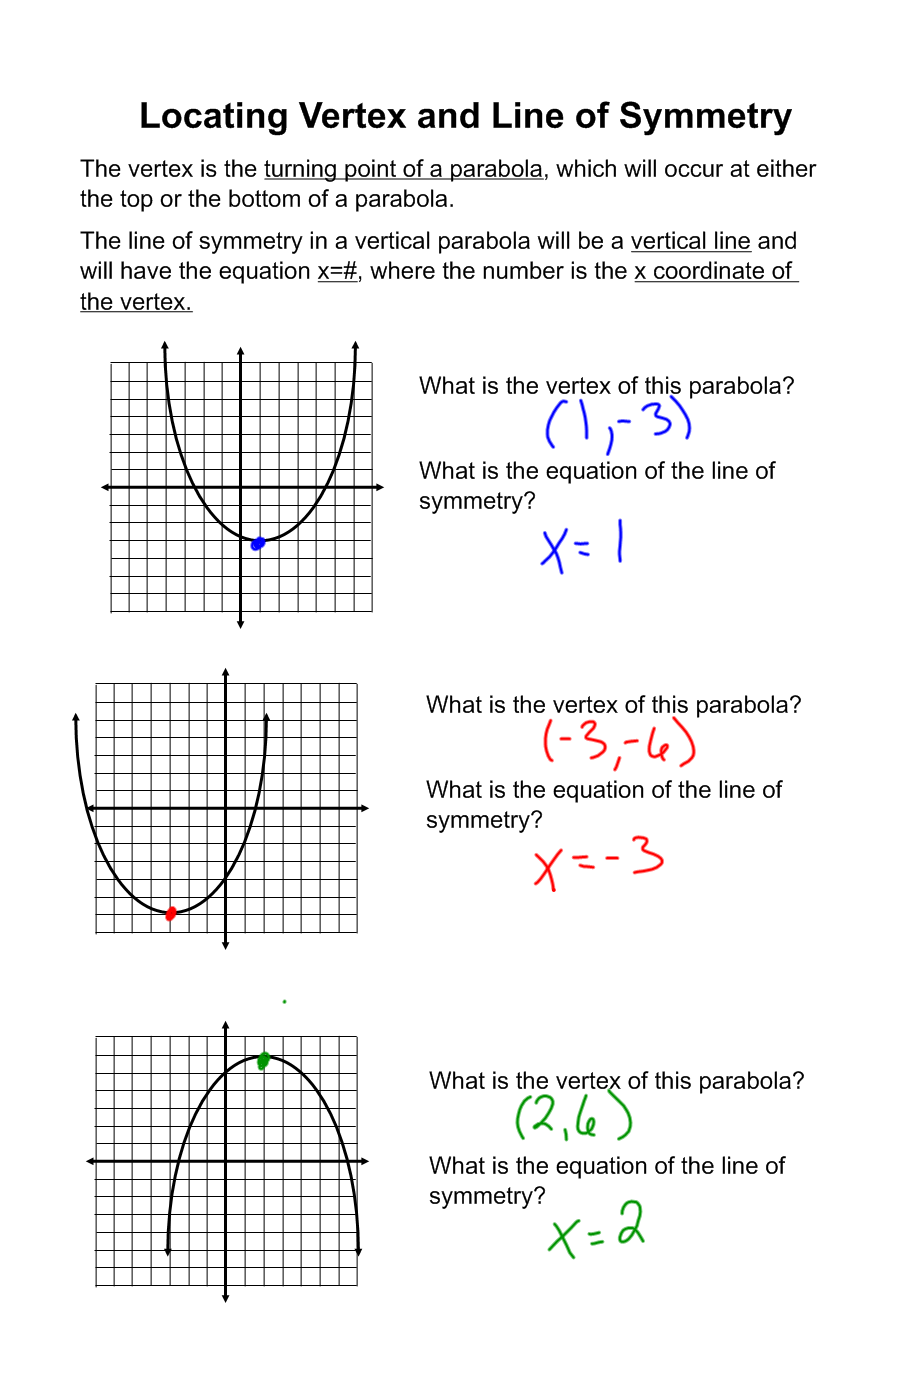 Locating Vertex and Line of Symmetry
The vertex is the turning point of a parabola, which will occur at either
the top or the bottom of a parabola.
The line of symmetry in a vertical parabola will be a vertical line and
will have the equation x=#, where the number is the x coordinate of
the vertex.
What is the vertex of this parabola?
(1,-3)
What is the equation of the line of
symmetry?
x=1
What is the vertex of this parabola?
(-3,-6)
What is the equation of the line of
symmetry?
x=-3
What is the vertex of this parabola?
(2,6)
What is the equation of the line of
symmetry?
x=2